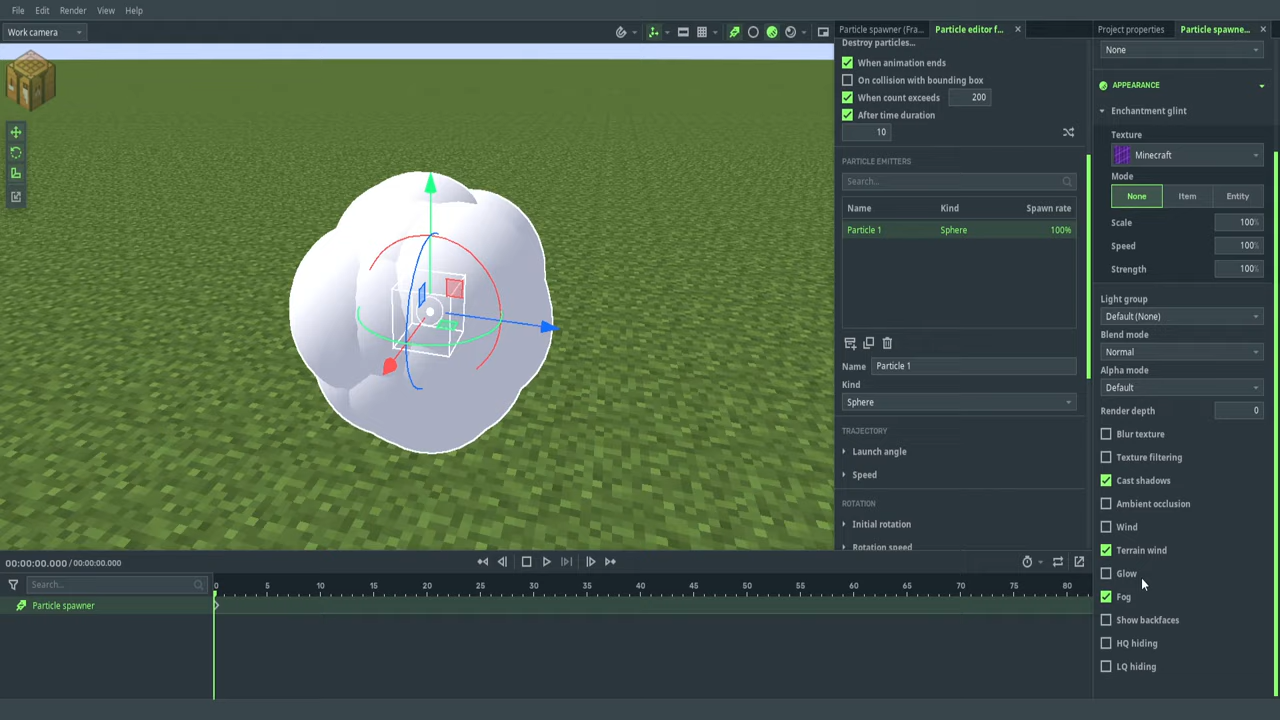 File Edit Render View Help
Work camera
Particle spawner (Fra...
Particle editor f...
Project properties
Particle spawne...
Destroy particles...
When animation ends
On collision with bounding box
When count exceeds 200
After time duration
10
PARTICLE EMITTERS
Search...
Name Kind Spawn rate
Particle 1 Sphere 100%
Name Particle 1
Kind
Sphere
TRAJECTORY
Launch angle
Speed
ROTATION
Initial rotation
Rotation speed
None
APPEARANCE
Enchantment glint
Texture
Minecraft
Mode
None Item Entity
Scale 100%
Speed 100%
Strength 100%
Light group
Default (None)
Blend mode
Normal
Alpha mode
Default
Render depth 0
Blur texture
Texture filtering
Cast shadows
Ambient occlusion
Wind
Terrain wind
Glow
Fog
Show backfaces
HQ hiding
LQ hiding
00:00:00.000 / 00:00:00.000
Search...
0 5 10 15 20 25 30 35 40 45 50 55 60 65 70 75 80
Particle spawner